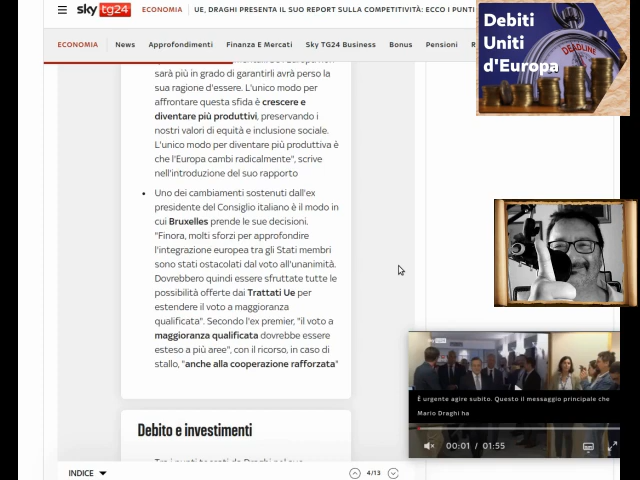 sky tg24
ECONOMIA
UE, DRAGHI PRESENTA IL SUO REPORT SULLA COMPETITIVITÀ: ECCO I PUNTI
ECONOMIA News Approfondimenti Finanza E Mercati Sky TG24 Business Bonus Pensioni
Debiti
Uniti
d'Europa
DEADLINE
sarà più in grado di garantirli avrà perso la
sua ragione d'essere. L'unico modo per
affrontare questa sfida è crescere e
diventare più produttivi, preservando i
nostri valori di equità e inclusione sociale.
L'unico modo per diventare più produttiva è
che l'Europa cambi radicalmente", scrive
nell'introduzione del suo rapporto
Uno dei cambiamenti sostenuti dall'ex
presidente del Consiglio italiano è il modo in
cui Bruxelles prende le sue decisioni.
"Finora, molti sforzi per approfondire
l'integrazione europea tra gli Stati membri
sono stati ostacolati dal voto all'unanimità.
Dovrebbero quindi essere sfruttate tutte le
possibilità offerte dai Trattati Ue per
estendere il voto a maggioranza
qualificata". Secondo l'ex premier, "il voto a
maggioranza qualificata dovrebbe essere
esteso a più aree", con il ricorso, in caso di
stallo, "anche alla cooperazione rafforzata"
È urgente agire subito. Questo il messaggio principale che
Mario Draghi ha
00:01 / 01:55
Debito e investimenti
INDICE
4/13